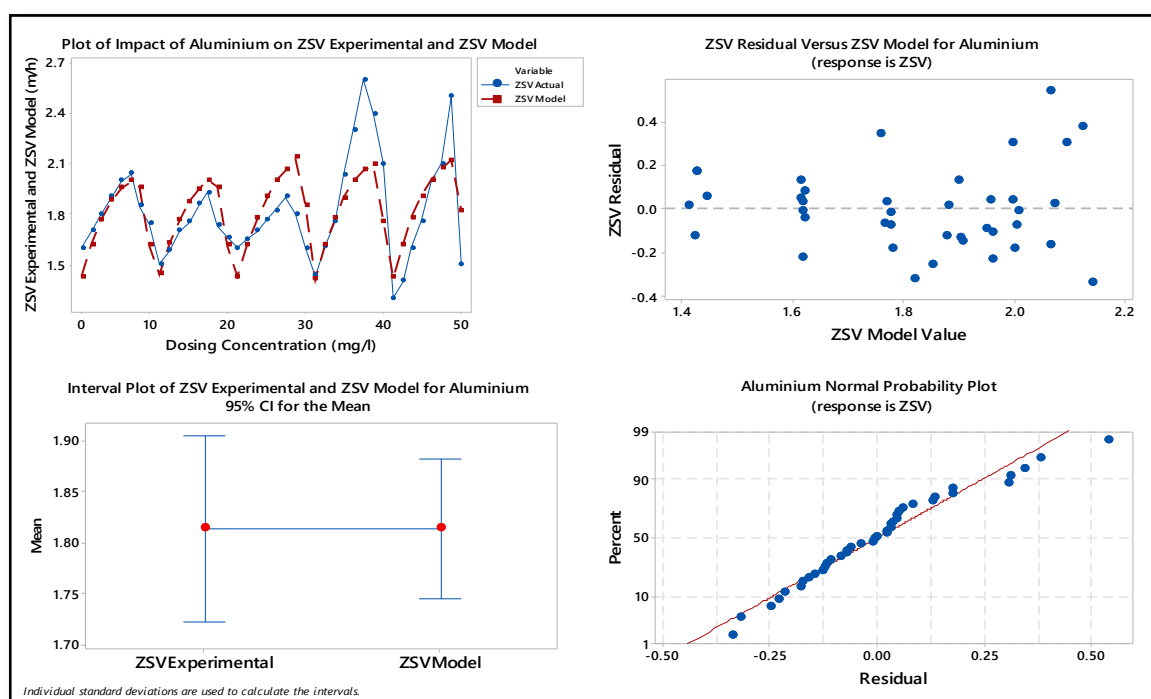 Plot of Impact of Aluminium on ZSV Experimental and ZSV Model
2.7
2.4
2.1
1.8
1.5
ZSV Experimental and ZSV Model (m/h)
Variable
ZSV Actual
ZSV Model
0 10 20 30 40 50
Dosing Concentration (mg/l)
ZSV Residual Versus ZSV Model for Aluminium
(response is ZSV)
0.4
0.2
0.0
-0.2
-0.4
ZSV Residual
1.4 1.6 1.8 2.0 2.2
ZSV Model Value
Interval Plot of ZSV Experimental and ZSV Model for Aluminium
95% CI for the Mean
1.90
1.85
1.80
1.75
1.70
Mean
ZSVExperimental ZSVModel
Individual standard deviations are used to calculate the intervals.
Aluminium Normal Probability Plot
(response is ZSV)
99
90
50
10
1
Percent
-0.50 -0.25 0.00 0.25 0.50
Residual